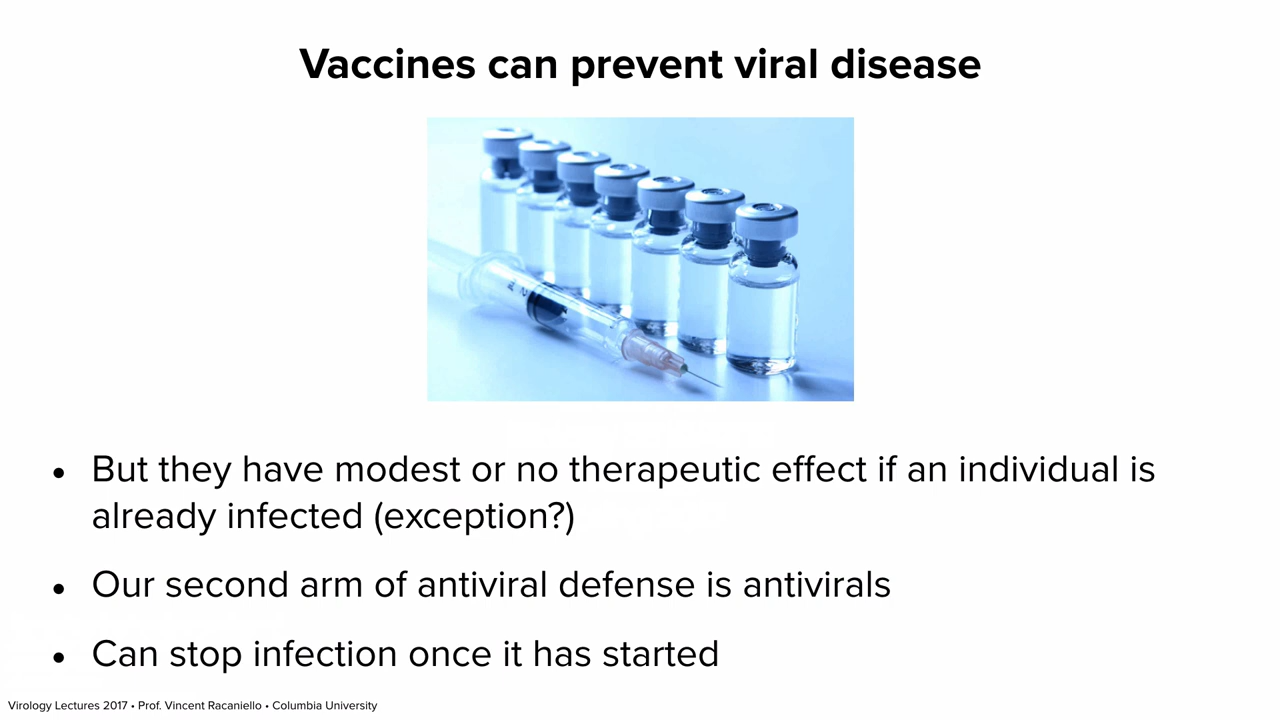 Vaccines can prevent viral disease
• But they have modest or no therapeutic effect if an individual is
already infected (exception?)
• Our second arm of antiviral defense is antivirals
• Can stop infection once it has started
Virology Lectures 2017 • Prof. Vincent Racaniello • Columbia University